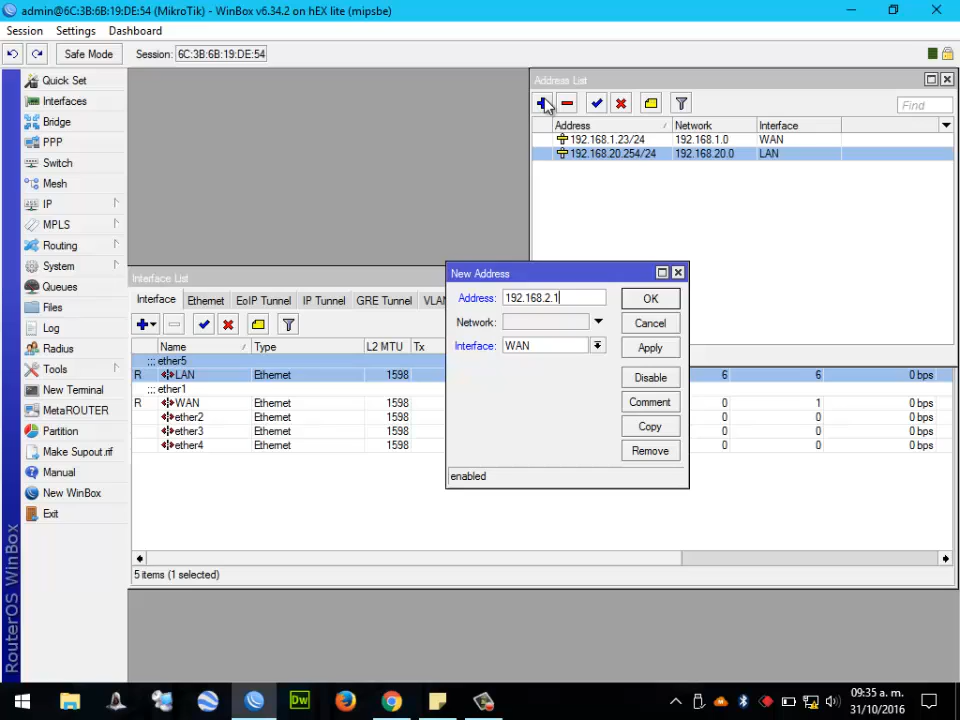 admin@6C:3B:6B:19:DE:54 (MikroTik) - WinBox v6.34.2 on hEX lite (mipsbe)
Session Settings Dashboard
Safe Mode Session: 6C:3B:6B:19:DE:54
Quick Set
Interfaces
Bridge
PPP
Switch
Mesh
IP
MPLS
Routing
System
Queues
Files
Log
Radius
Tools
New Terminal
MetaROUTER
Partition
Make Supout.rif
Manual
New WinBox
Exit
RouterOS WinBox
Address List
Find
Address Network Interface
192.168.1.23/24 192.168.1.0 WAN
192.168.20.254/24 192.168.20.0 LAN
Interface List
Interface Ethernet EoIP Tunnel IP Tunnel GRE Tunnel VLAN
Name Type L2 MTU Tx
;;; ether5
R LAN Ethernet 1598 6 6 0 bps
;;; ether1
R WAN Ethernet 1598 0 1 0 bps
ether2 Ethernet 1598 0 0 0 bps
ether3 Ethernet 1598 0 0 0 bps
ether4 Ethernet 1598 0 0 0 bps
5 items (1 selected)
New Address
Address: 192.168.2.1
Network:
Interface: WAN
OK
Cancel
Apply
Disable
Comment
Copy
Remove
enabled
Dw
09:35 a. m.
31/10/2016